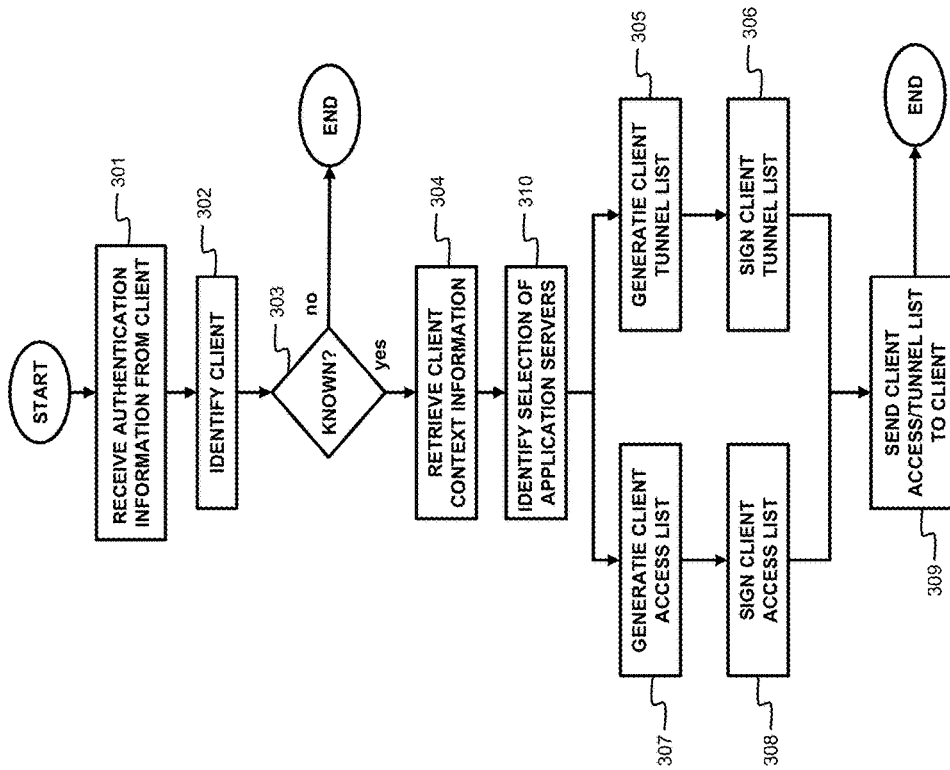 START
301
RECEIVE AUTHENTICATION
INFORMATION FROM CLIENT
302
IDENTIFY CLIENT
303
KNOWN?
no
END
yes
304
RETRIEVE CLIENT
CONTEXT INFORMATION
310
IDENTIFY SELECTION OF
APPLICATION SERVERS
307
GENERATIE CLIENT
ACCESS LIST
305
GENERATIE CLIENT
TUNNEL LIST
308
SIGN CLIENT
ACCESS LIST
306
SIGN CLIENT
TUNNEL LIST
309
SEND CLIENT
ACCESS/TUNNEL LIST
TO CLIENT
END